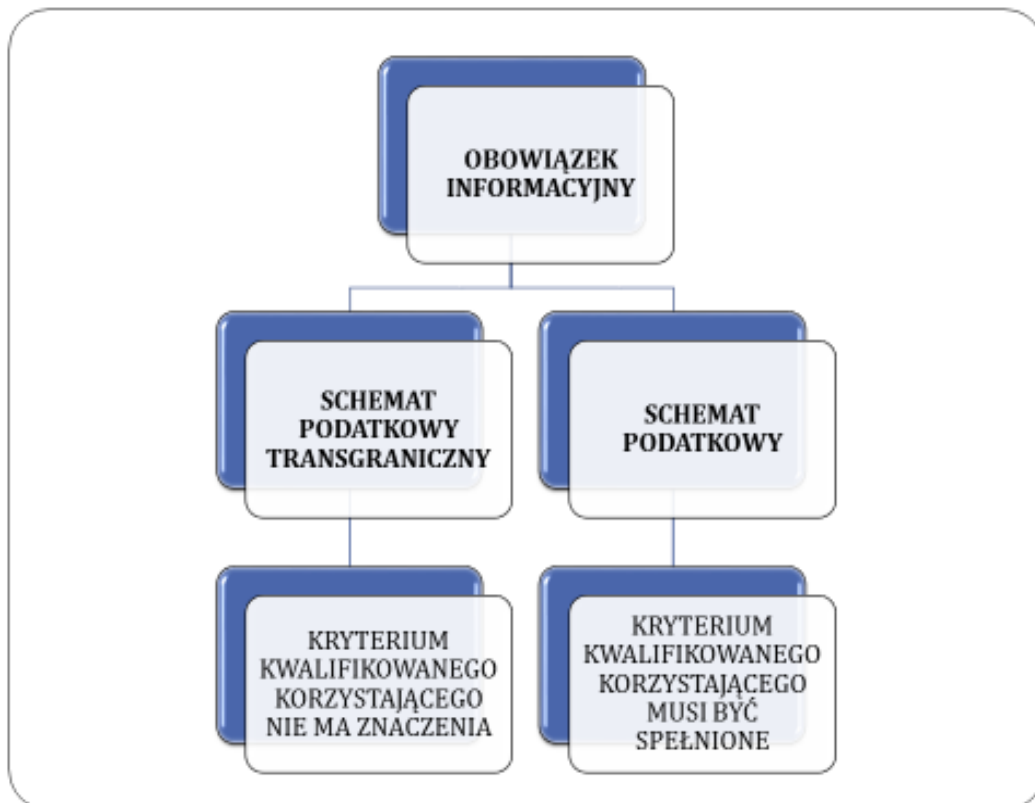 OBOWIĄZEK
INFORMACYJNY
SCHEMAT
PODATKOWY
TRANSGRANICZNY
SCHEMAT
PODATKOWY
KRYTERIUM
KWALIFIKOWANEGO
KORZYSTAJĄCEGO
NIE MA ZNACZENIA
KRYTERIUM
KWALIFIKOWANEGO
KORZYSTAJĄCEGO
MUSI BYĆ
SPEŁNIONE